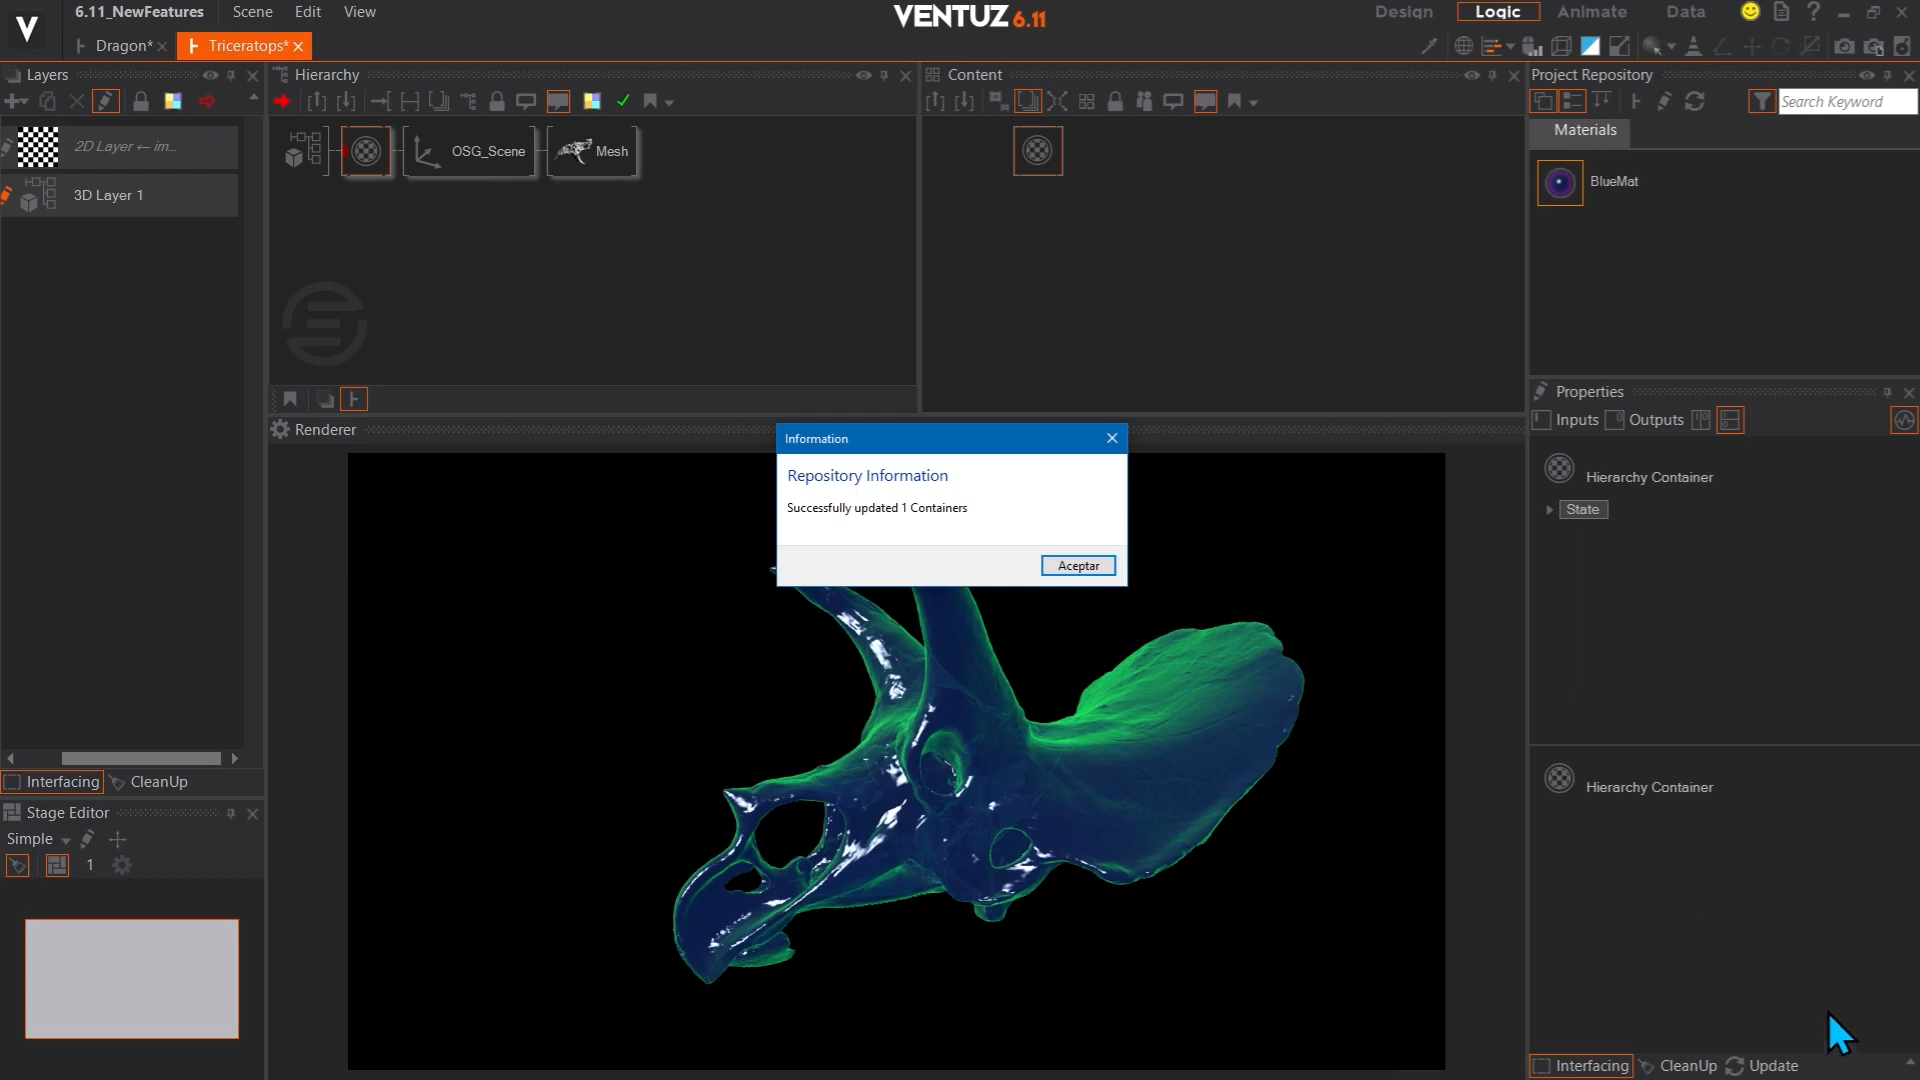 6.11_NewFeatures Scene Edit View
VENTUZ 6.11
Design Logic Animate Data
Dragon* Triceratops*
Layers
2D Layer ← im...
3D Layer 1
Interfacing CleanUp
Stage Editor
Simple
1
Hierarchy
OSG_Scene Mesh
Content
Renderer
Information
Repository Information
Successfully updated 1 Containers
Aceptar
Project Repository
Search Keyword
Materials
BlueMat
Properties
Inputs Outputs
Hierarchy Container
State
Hierarchy Container
Interfacing CleanUp Update